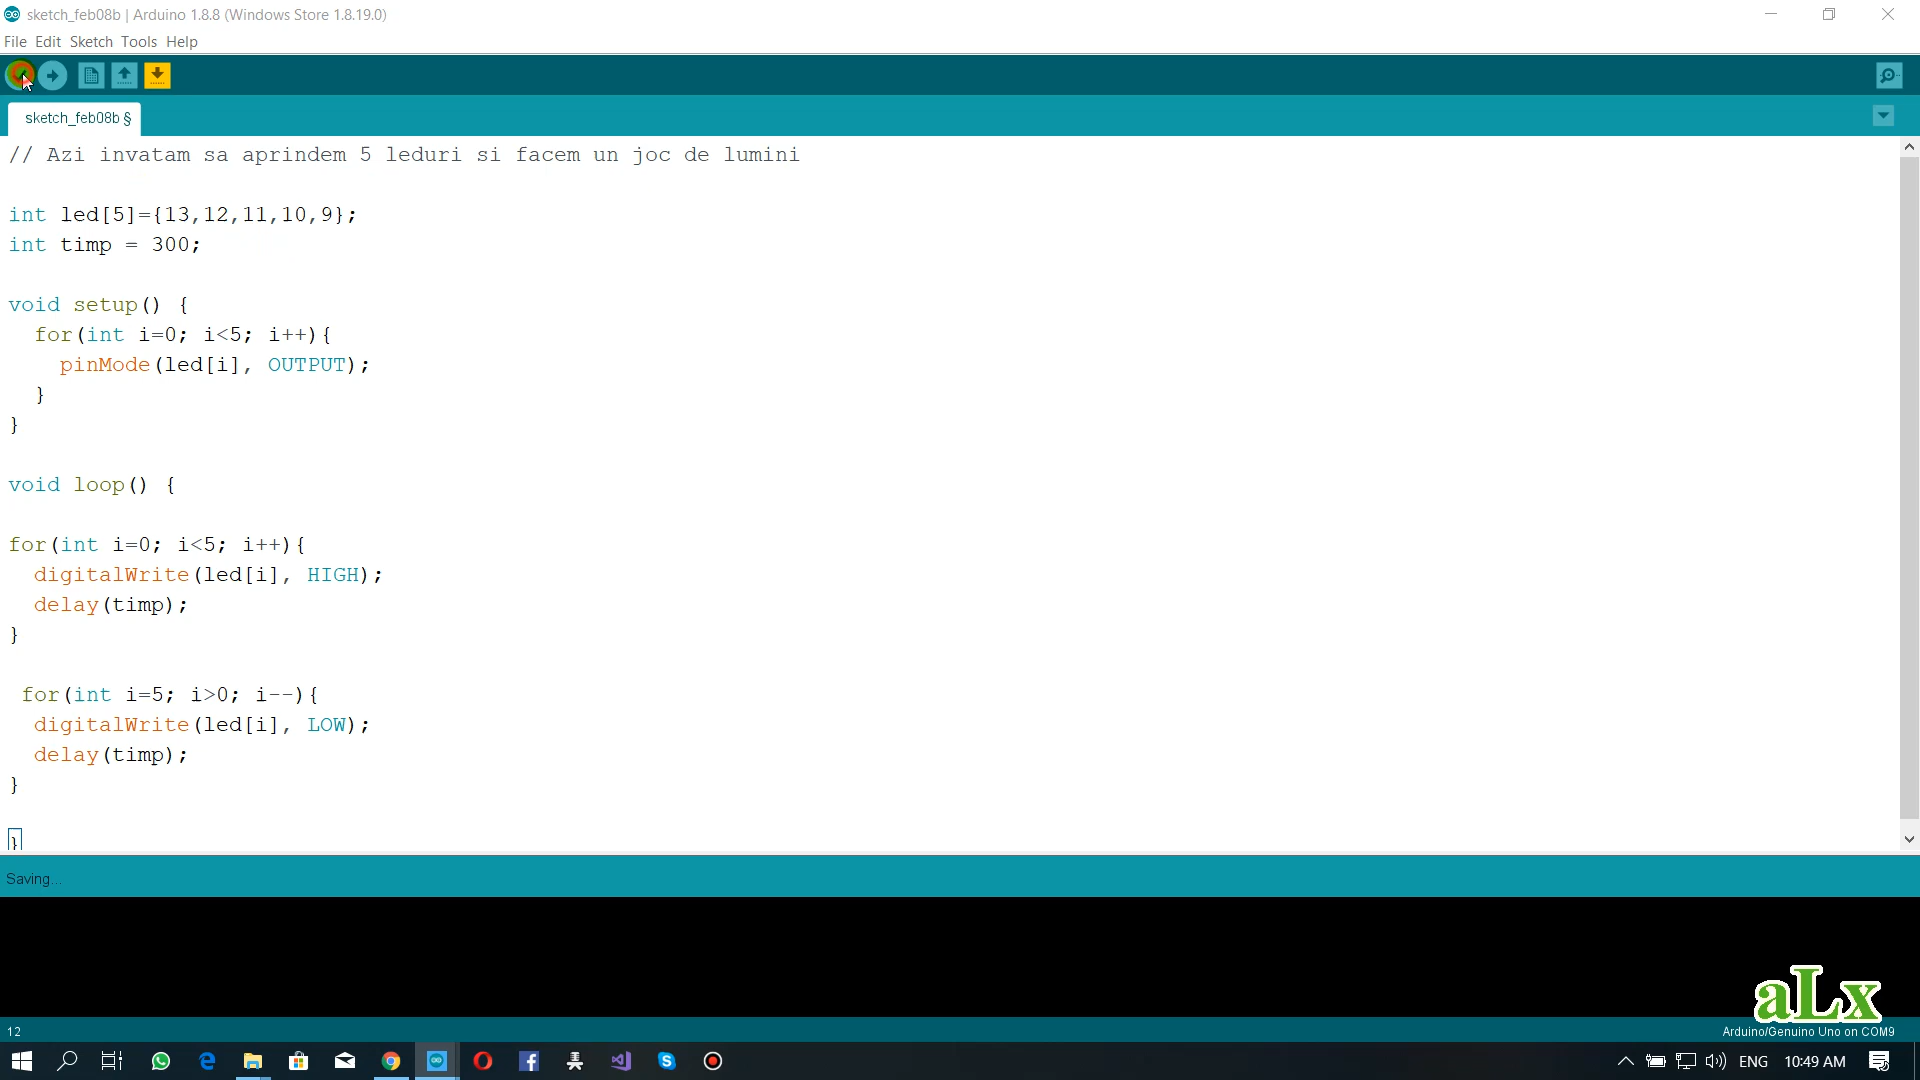 sketch_feb08b | Arduino 1.8.8 (Windows Store 1.8.19.0)
File Edit Sketch Tools Help
sketch_feb08b §
// Azi invatam sa aprindem 5 leduri si facem un joc de lumini
int led[5]={13,12,11,10,9};
int timp = 300;
void setup() {
for(int i=0; i<5; i++){
pinMode(led[i], OUTPUT);
}
}
void loop() {
for(int i=0; i<5; i++){
digitalWrite(led[i], HIGH);
delay(timp);
}
for(int i=5; i>0; i--){
digitalWrite(led[i], LOW);
delay(timp);
}
}
Saving...
aLx
12
Arduino/Genuino Uno on COM9
ENG 10:49 AM